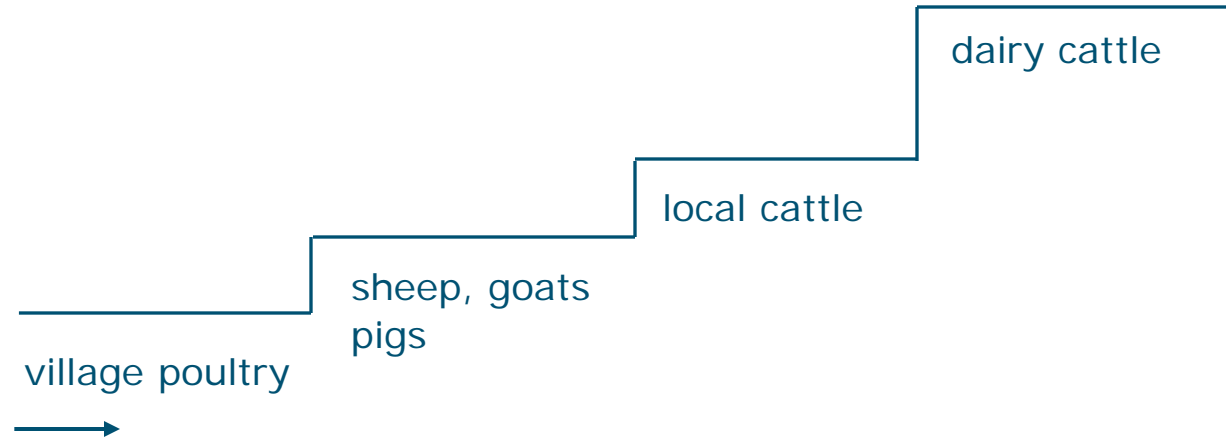 dairy cattle
local cattle
sheep, goats
pigs
village poultry